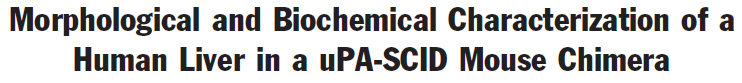 Morphological and Biochemical Characterization of a
Human Liver in a uPA-SCID Mouse Chimera